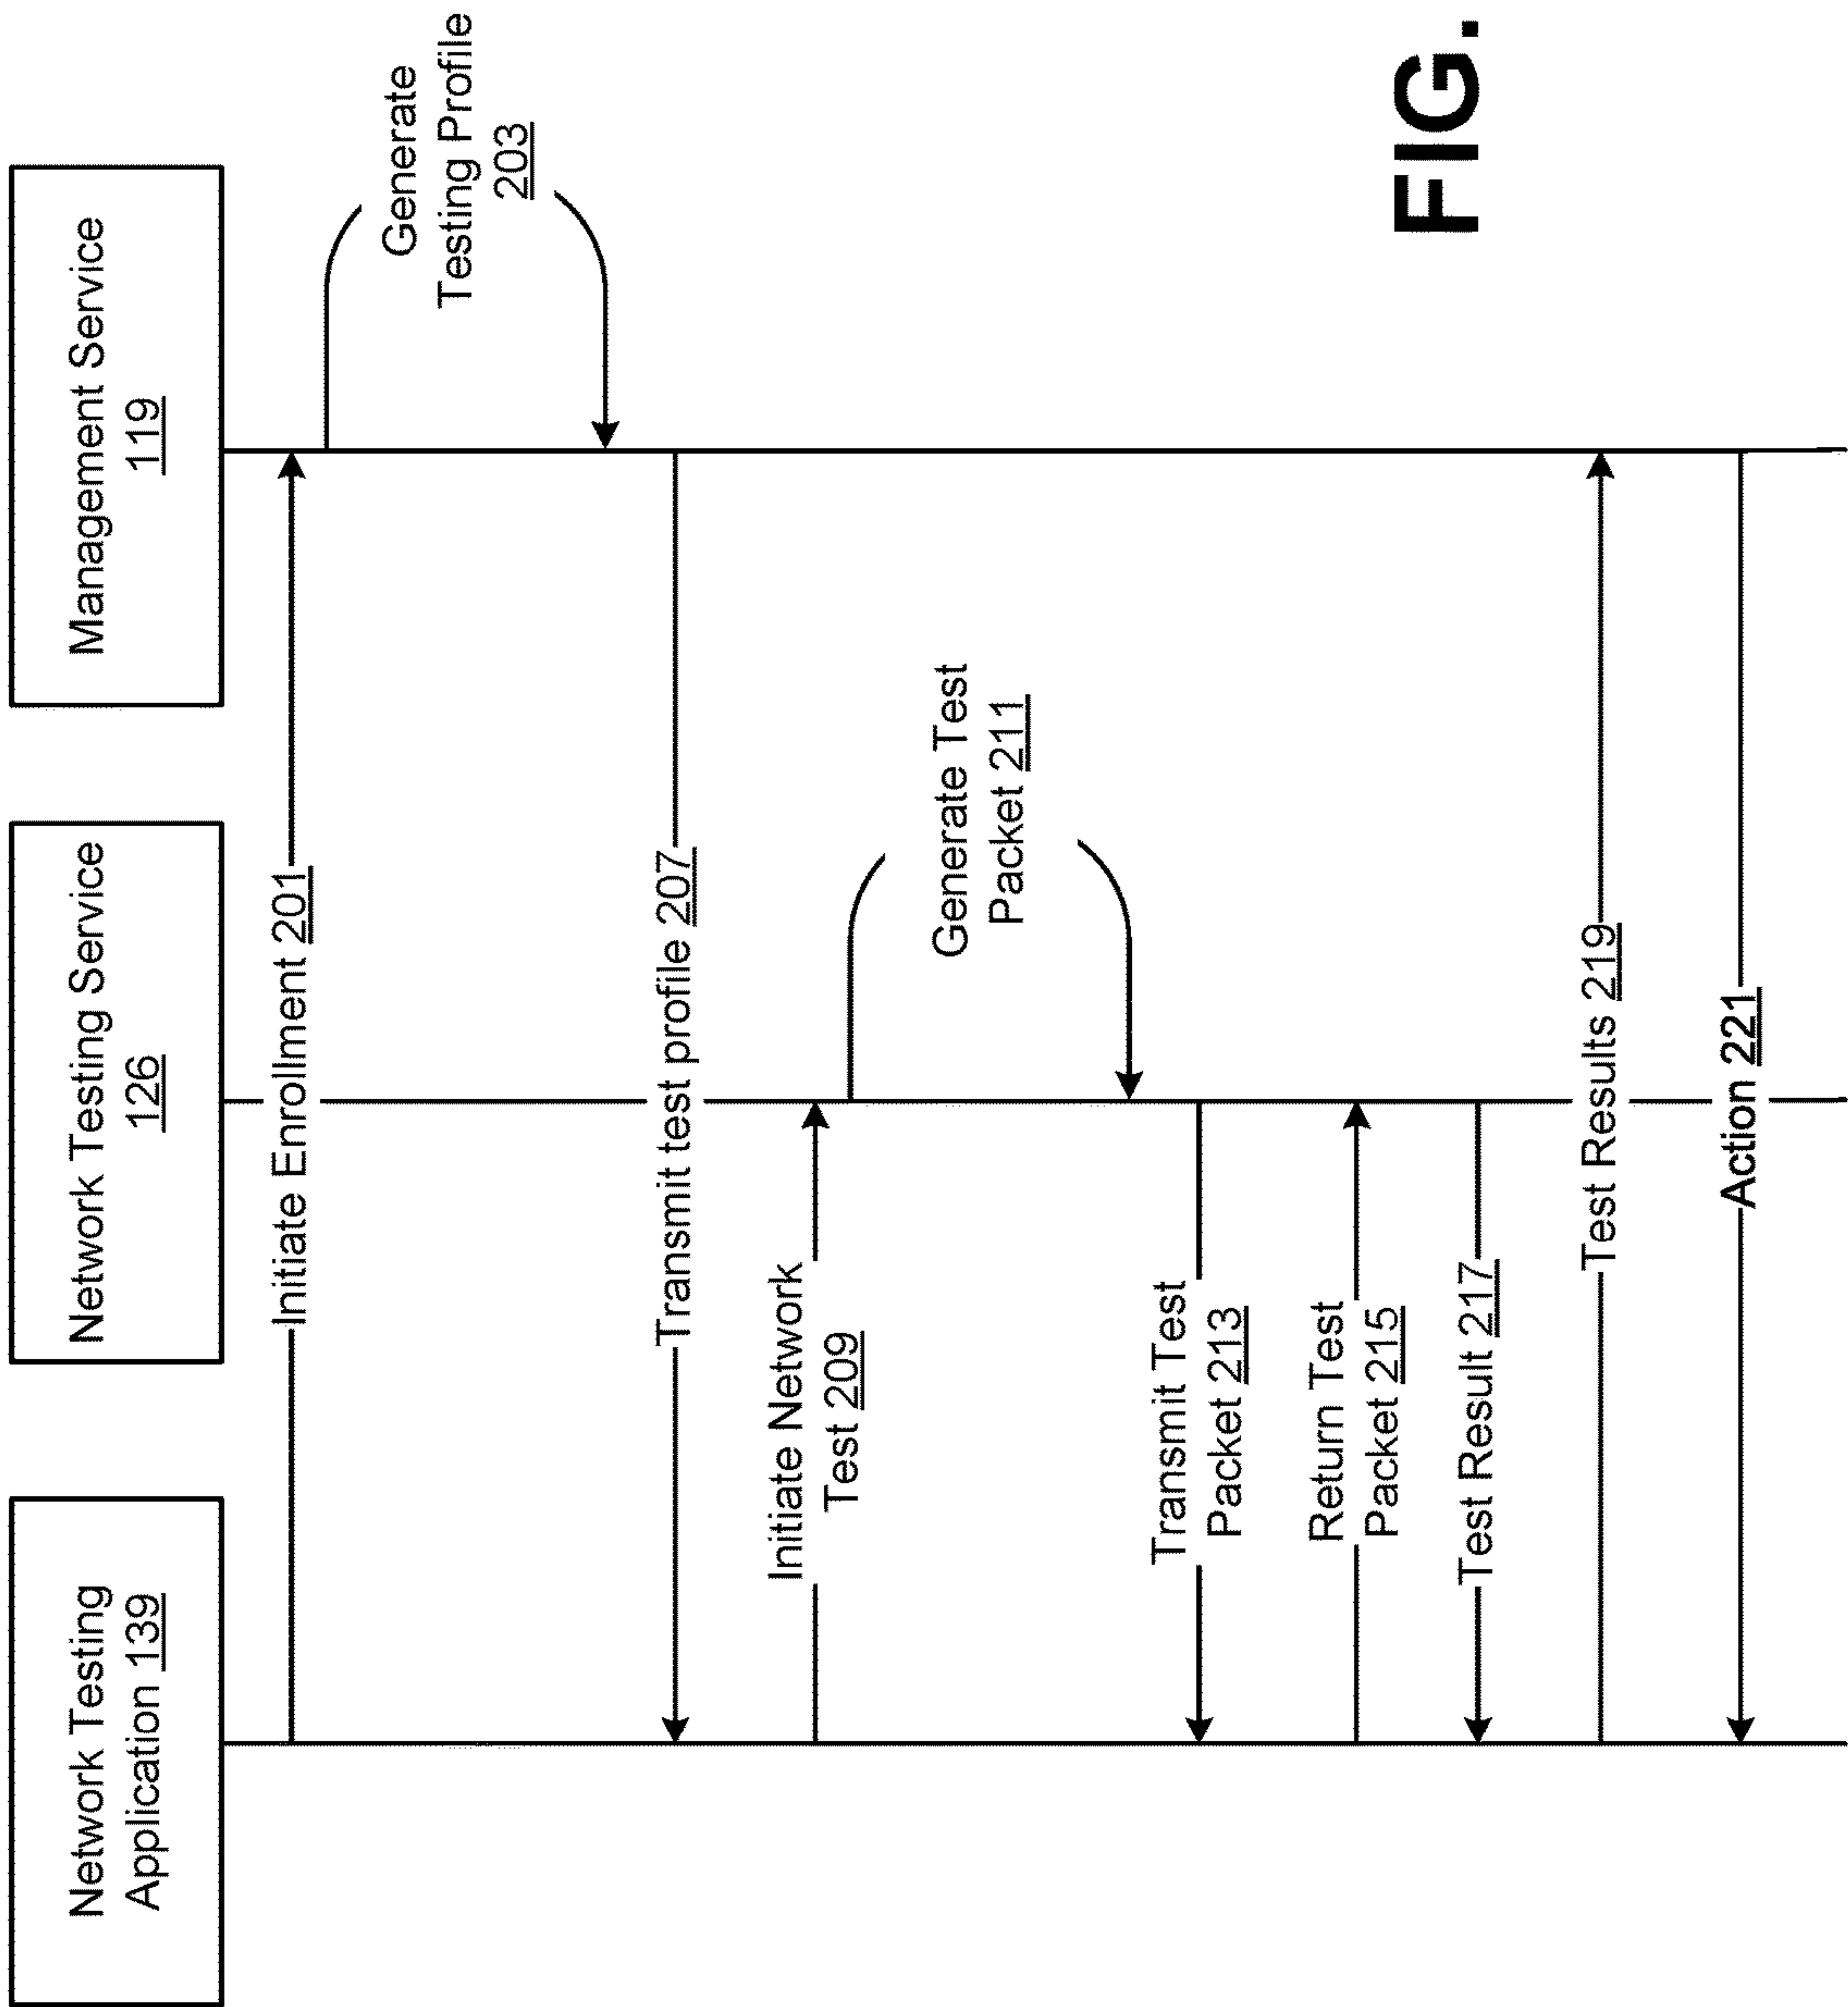 Network Testing
Application 139
Network Testing Service
126
Management Service
119
Initiate Enrollment 201
Generate
Testing Profile
203
Transmit test profile 207
Initiate Network
Test 209
Generate Test
Packet 211
Transmit Test
Packet 213
Return Test
Packet 215
Test Result 217
Test Results 219
Action 221
FIG.